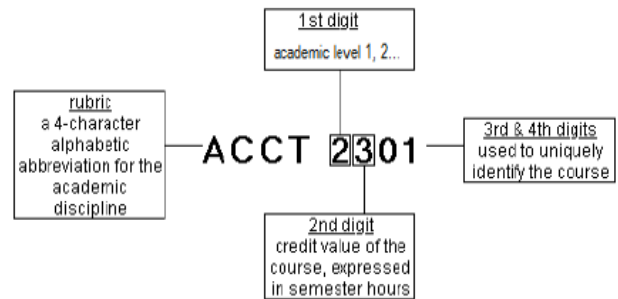 1st digit
academic level 1, 2...
rubric
a 4-character
alphabetic
abbreviation for the
academic
discipline
ACCT 2301
3rd & 4th digits
used to uniquely
identify the course
2nd digit
credit value of the
course, expressed
in semester hours